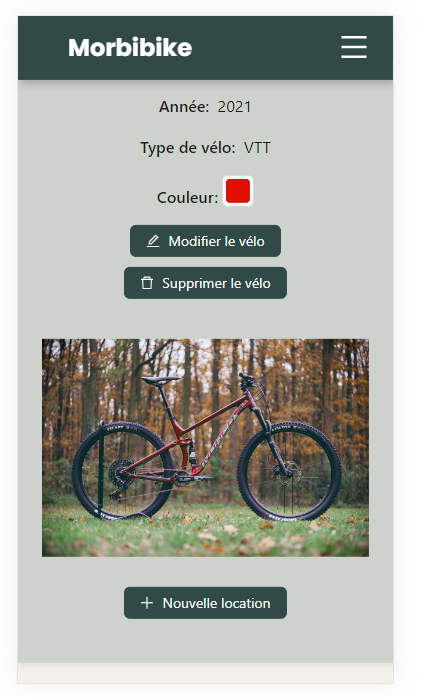 Morbibike
Année: 2021
Type de vélo: VTT
Couleur:
Modifier le vélo
Supprimer le vélo
Nouvelle location